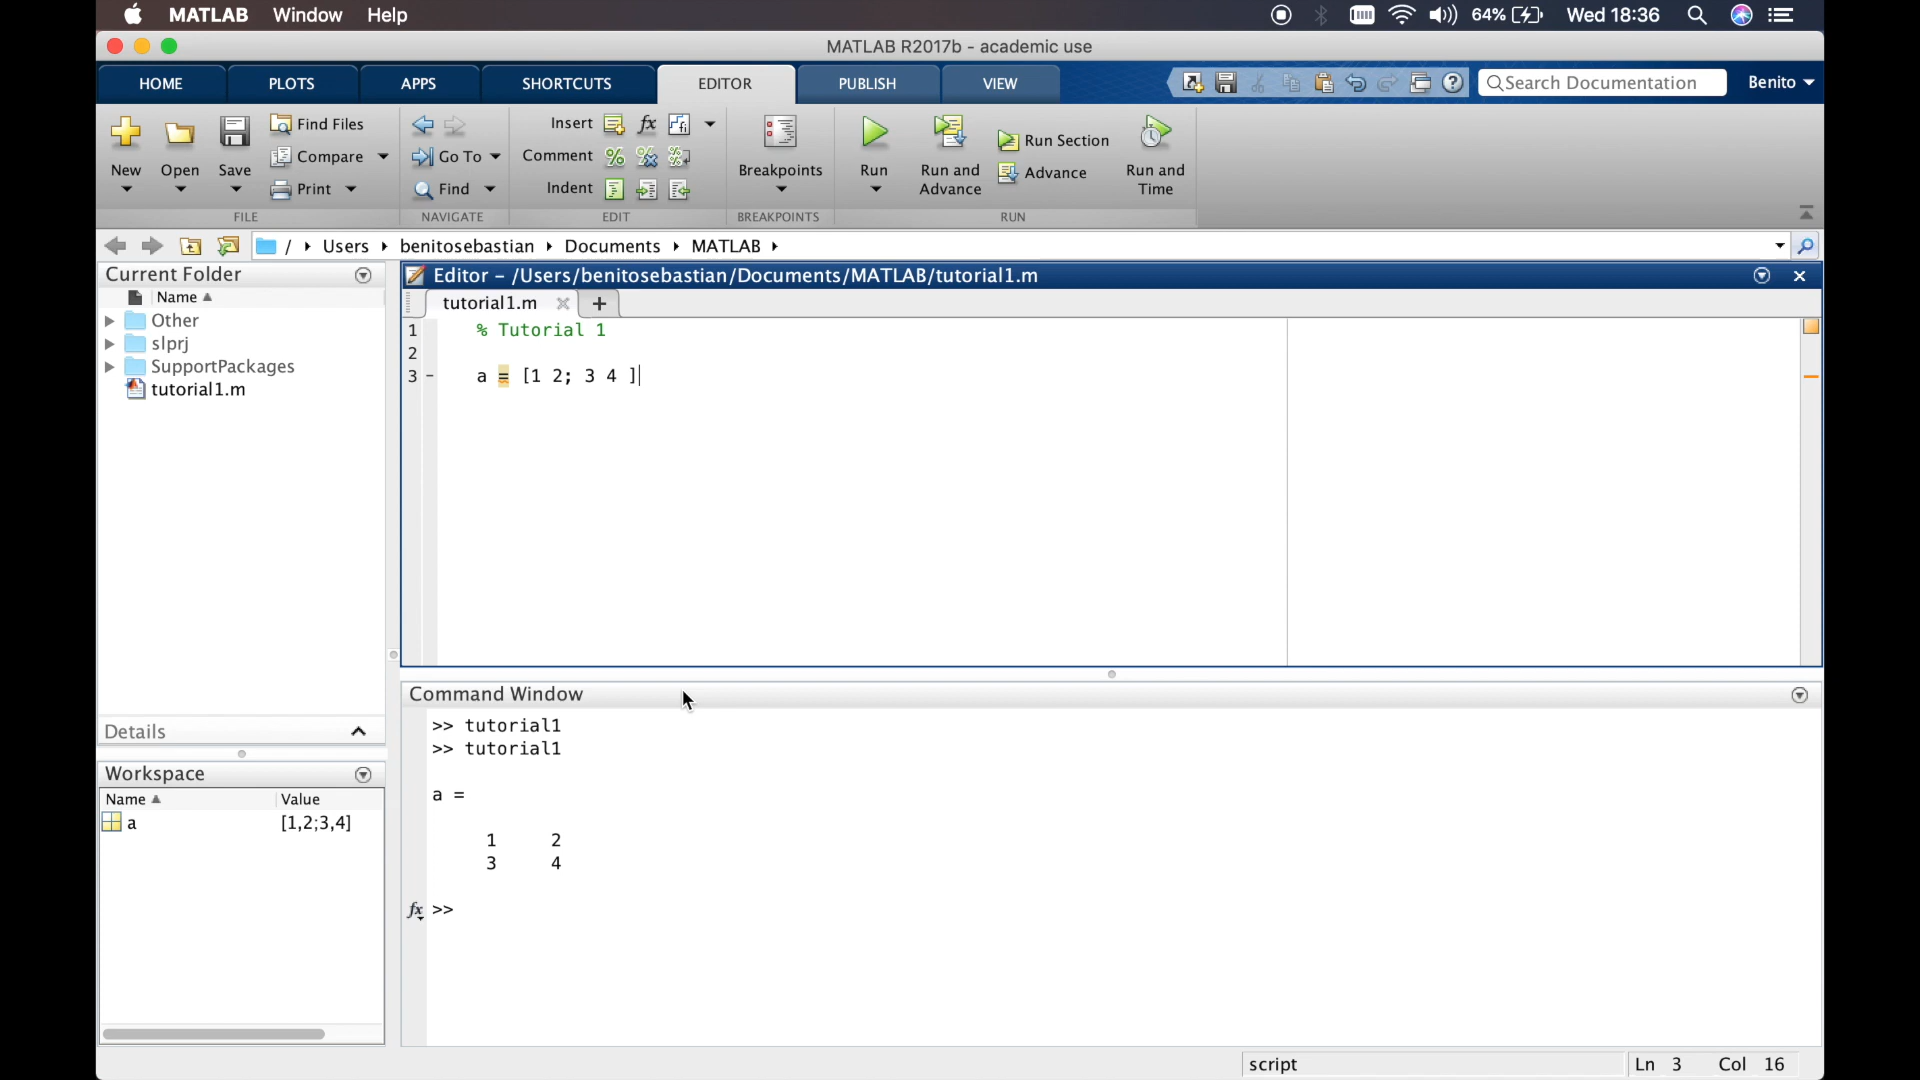 MATLAB Window Help 64% Wed 18:36
MATLAB R2017b - academic use
HOME PLOTS APPS SHORTCUTS EDITOR PUBLISH VIEW Search Documentation Benito
New Open Save Find Files Compare Print
FILE
Go To Find
NAVIGATE
Insert fx
Comment
Indent
EDIT
Breakpoints
BREAKPOINTS
Run Run and Advance Run Section Advance Run and Time
RUN
/ Users benitosebastian Documents MATLAB
Current Folder
Name
Other
slprj
SupportPackages
tutorial1.m
Details
Workspace
Name Value
a [1,2;3,4]
Editor - /Users/benitosebastian/Documents/MATLAB/tutorial1.m
tutorial1.m +
1 % Tutorial 1
2
3 - a = [1 2; 3 4 ]
Command Window
>> tutorial1
>> tutorial1
a =
1 2
3 4
fx >>
script Ln 3 Col 16